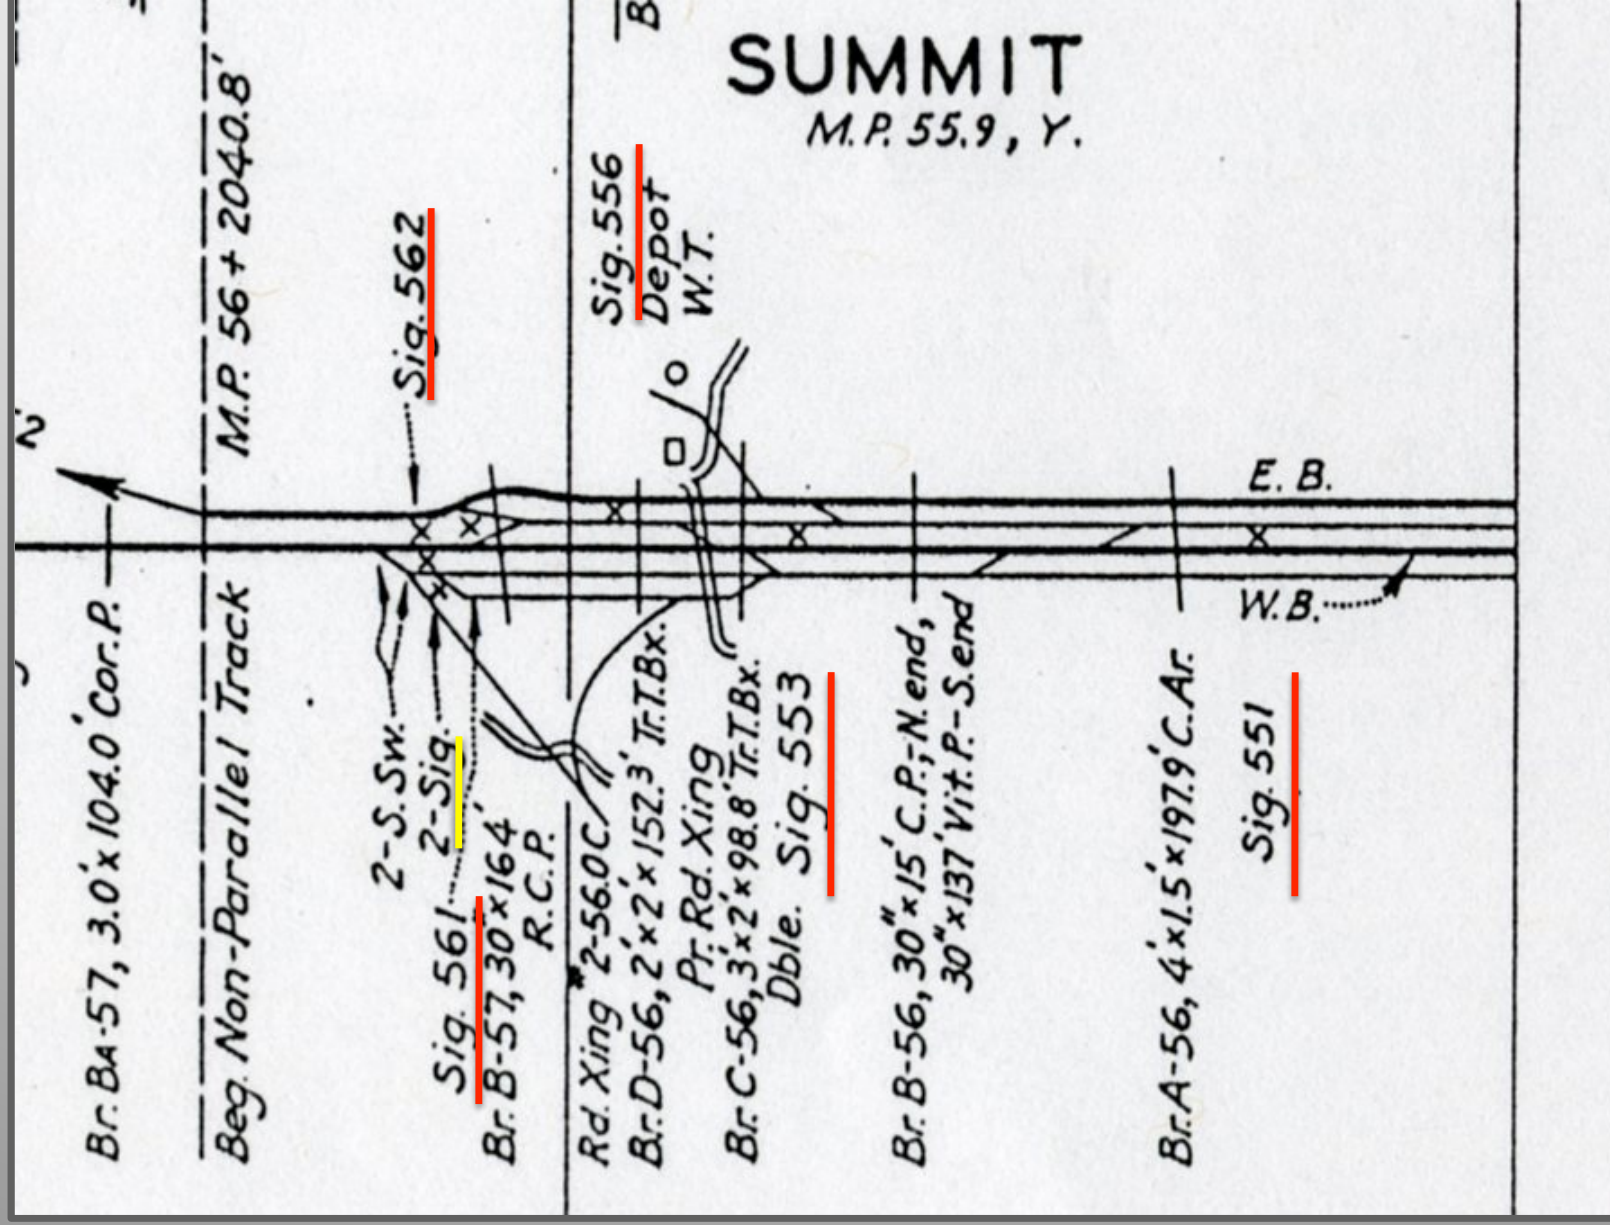 SUMMIT
M.P. 55.9, Y.
M.P. 56 + 2040.8'
Sig. 562
Sig. 556
Depot
W.T.
E. B.
W. B.
Br. BA-57, 3.0' x 104.0' Cor. P.
Beg. Non-Parallel Track
2-S. Sw.
2-Sig.
Sig. 561
Br. B-57, 30" x 164'
R. C. P.
Rd. Xing 2-56.0 C
Br. D-56, 2' x 2' x 152.3' Tr. T. Bx.
Pr. Rd. Xing
Br. C-56, 3' x 2' x 98.8' Tr. T. Bx.
Dble. Sig. 553
Br. B-56, 30" x 15' C. P.;-N. end,
30" x 137' Vit. P.-S. end
Br. A-56, 4' x 1.5' x 197.9' C. Ar.
Sig. 551